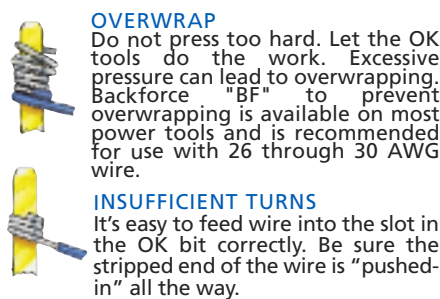 OVERWRAP
Do not press too hard. Let the OK
tools do the work. Excessive
pressure can lead to overwrapping.
Backforce "BF" to prevent
overwrapping is available on most
power tools and is recommended
for use with 26 through 30 AWG
wire.
INSUFFICIENT TURNS
It's easy to feed wire into the slot in
the OK bit correctly. Be sure the
stripped end of the wire is “pushed-
in” all the way.